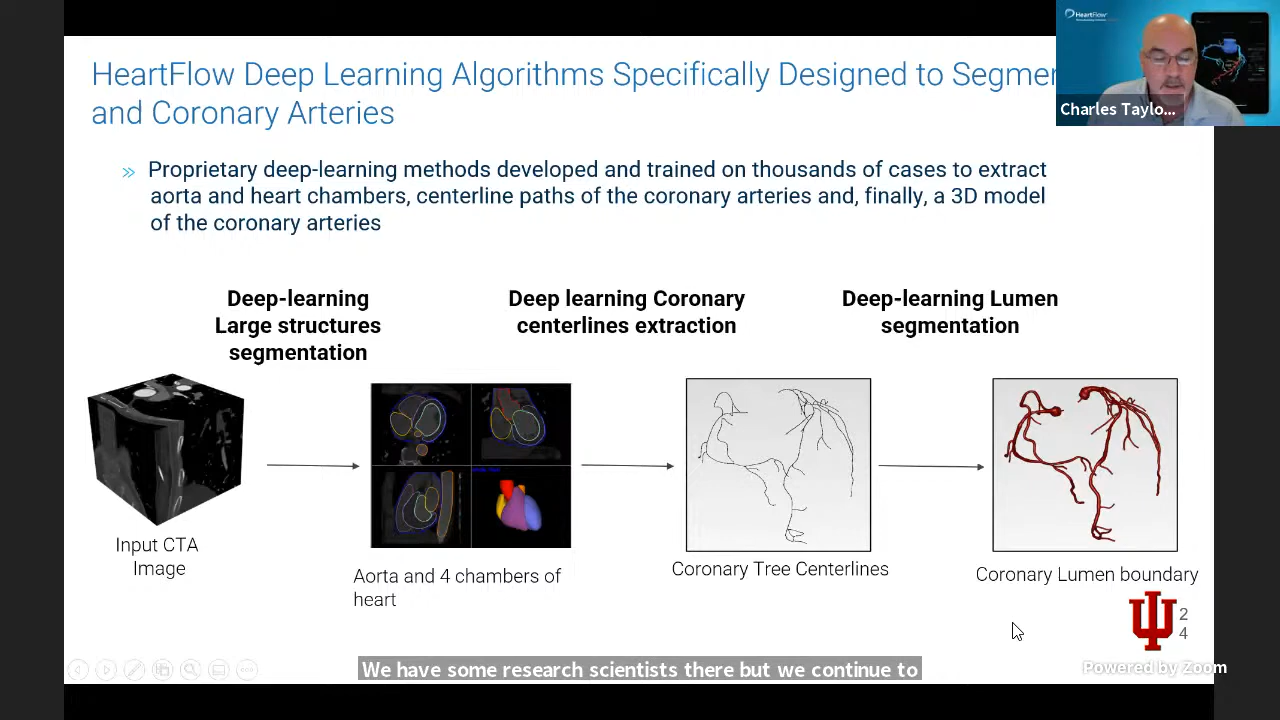 HeartFlow Deep Learning Algorithms Specifically Designed to Segmen
and Coronary Arteries
HeartFlow
Charles Taylo...
» Proprietary deep-learning methods developed and trained on thousands of cases to extract
aorta and heart chambers, centerline paths of the coronary arteries and, finally, a 3D model
of the coronary arteries
Deep-learning
Large structures
segmentation
Deep learning Coronary
centerlines extraction
Deep-learning Lumen
segmentation
Input CTA
Image
Aorta and 4 chambers of
heart
Coronary Tree Centerlines
Coronary Lumen boundary
2
4
We have some research scientists there but we continue to
Powered by Zoom